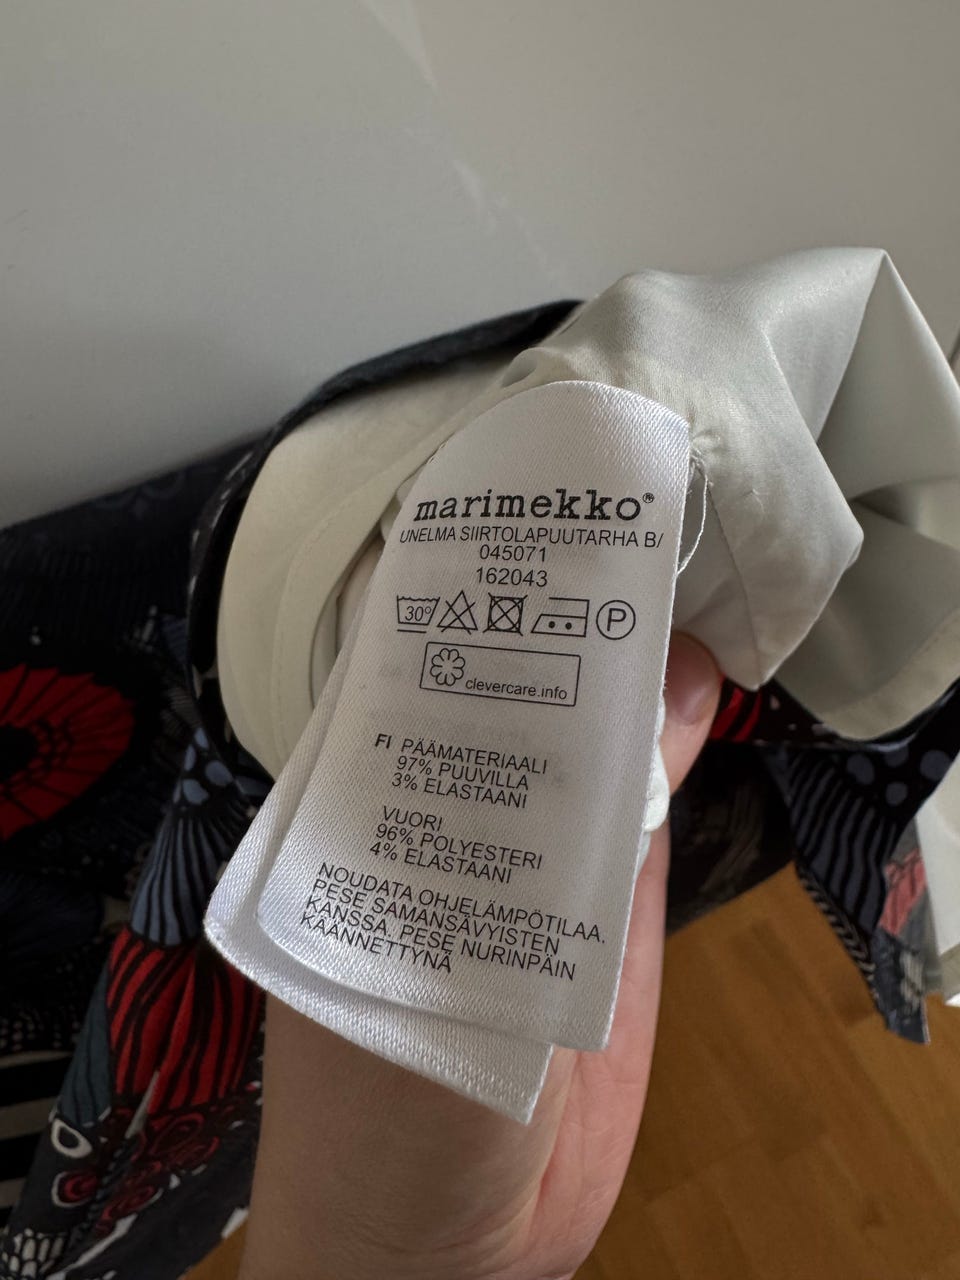 marimekko®
UNELMA SIIRTOLAPUUTARHA B/
045071
162043
30° P
clevercare.info
FI PÄÄMATERIAALI
97% PUUVILLA
3% ELASTAANI
VUORI
96% POLYESTERI
4% ELASTAANI
NOUDATA OHJELÄMPÖTILAA.
PESE SAMANSÄVYISTEN
KANSSA. PESE NURINPÄIN
KÄÄNNETTYNÄ